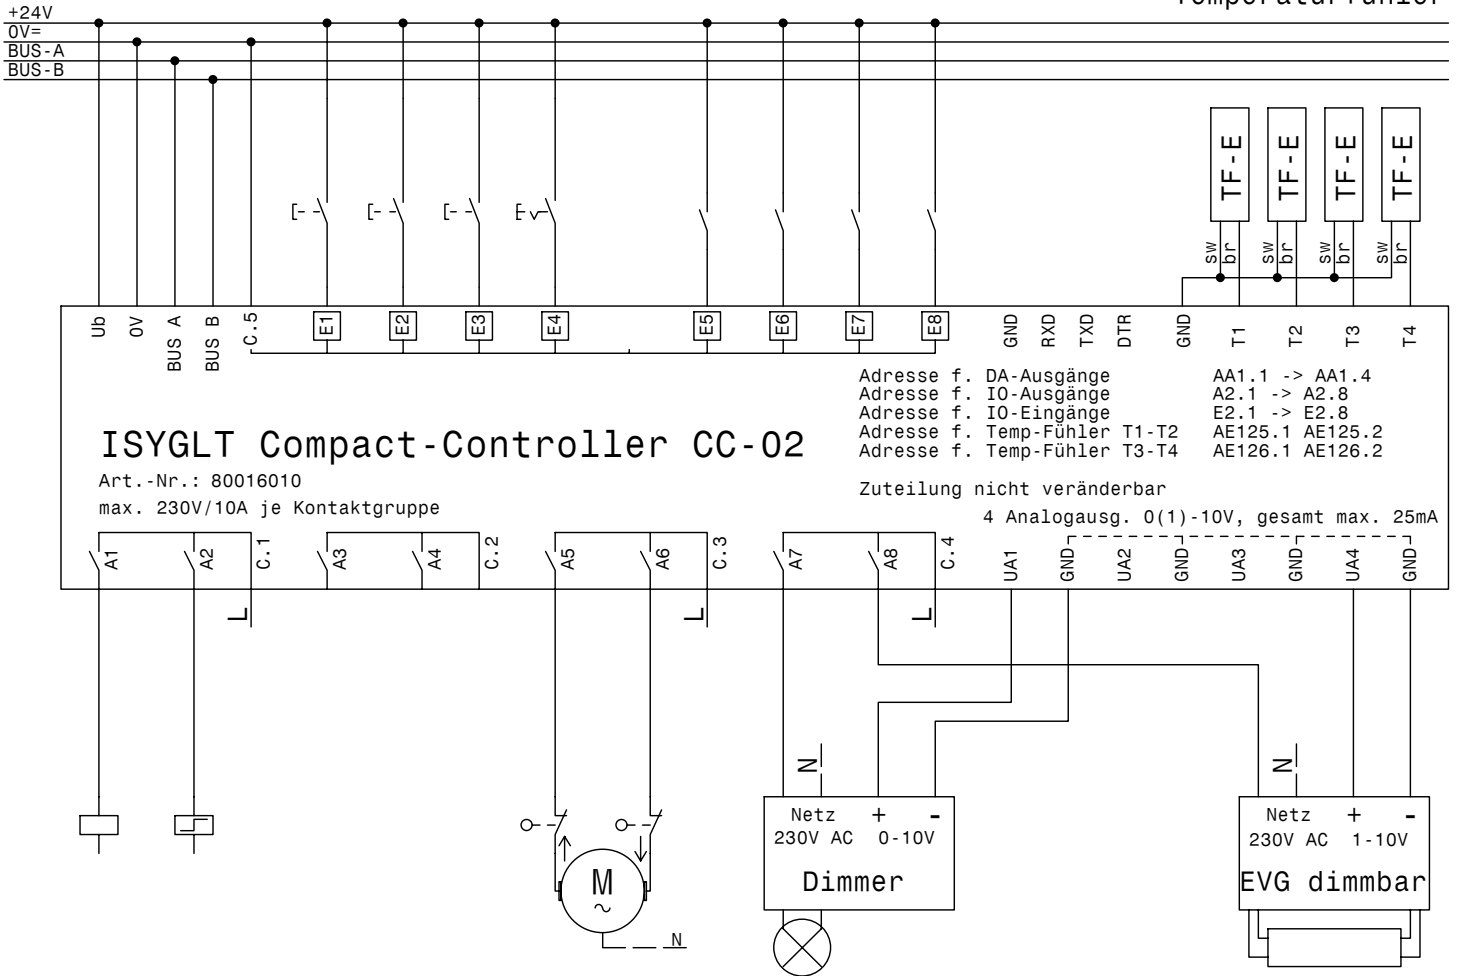 Temperaturfühler
+24V
0V=
BUS-A
BUS-B
TF-E TF-E TF-E TF-E
sw br sw br sw br sw br
Ub 0V BUS A BUS B C.5 E1 E2 E3 E4 E5 E6 E7 E8 GND RXD TXD DTR GND T1 T2 T3 T4
Adresse f. DA-Ausgänge AA1.1 -> AA1.4
Adresse f. IO-Ausgänge A2.1 -> A2.8
Adresse f. IO-Eingänge E2.1 -> E2.8
Adresse f. Temp-Fühler T1-T2 AE125.1 AE125.2
Adresse f. Temp-Fühler T3-T4 AE126.1 AE126.2
ISYGLT Compact-Controller CC-02
Art.-Nr.: 80016010
max. 230V/10A je Kontaktgruppe
Zuteilung nicht veränderbar
4 Analogausg. 0(1)-10V, gesamt max. 25mA
A1 A2 C.1 A3 A4 C.2 A5 A6 C.3 A7 A8 C.4 UA1 GND UA2 GND UA3 GND UA4 GND
L L L
N N
Netz + - Netz + -
230V AC 0-10V 230V AC 1-10V
M Dimmer EVG dimmbar
~
N